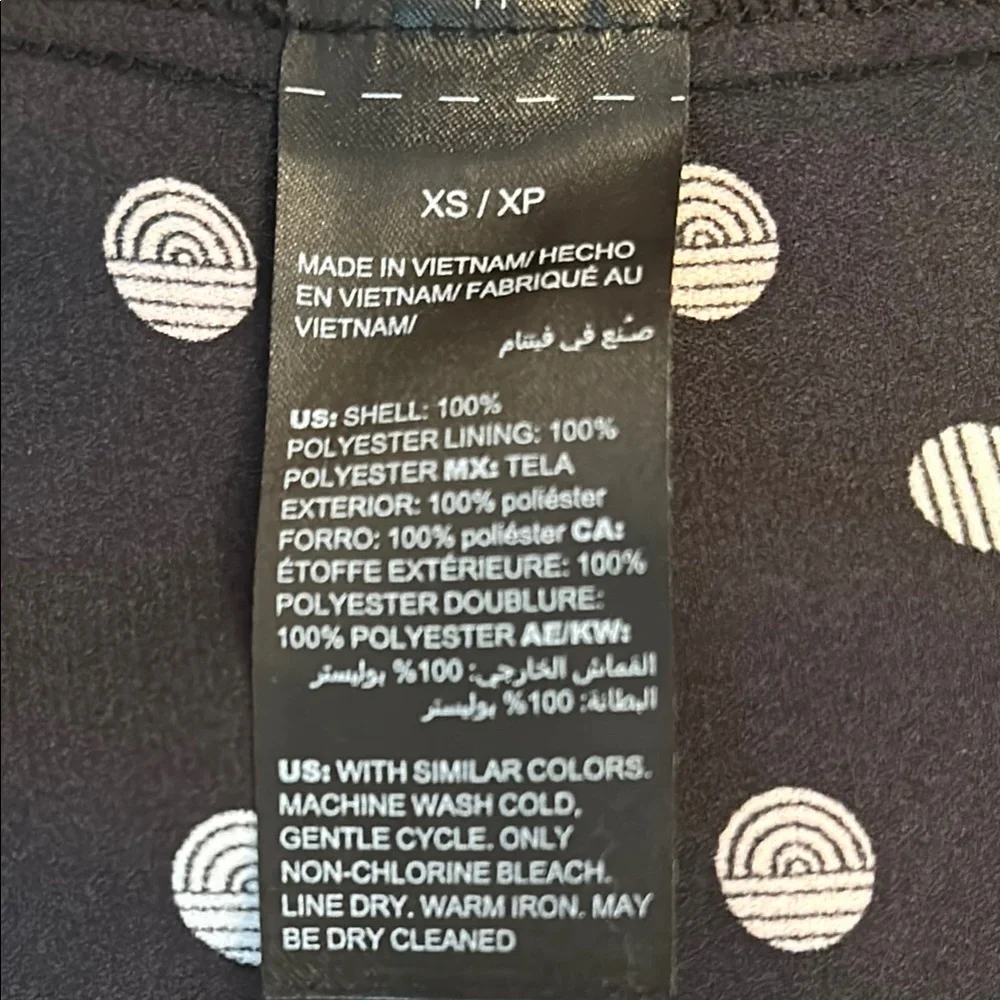 XS / XP
MADE IN VIETNAM/ HECHO
EN VIETNAM/ FABRIQUÉ AU
VIETNAM/
صُنع في فيتنام
US: SHELL: 100%
POLYESTER LINING: 100%
POLYESTER MX: TELA
EXTERIOR: 100% poliéster
FORRO: 100% poliéster CA:
ÉTOFFE EXTÉRIEURE: 100%
POLYESTER DOUBLURE:
100% POLYESTER AE/KW:
القماش الخارجي: 100% بوليستر
البطانة: 100% بوليستر
US: WITH SIMILAR COLORS.
MACHINE WASH COLD,
GENTLE CYCLE. ONLY
NON-CHLORINE BLEACH.
LINE DRY. WARM IRON. MAY
BE DRY CLEANED